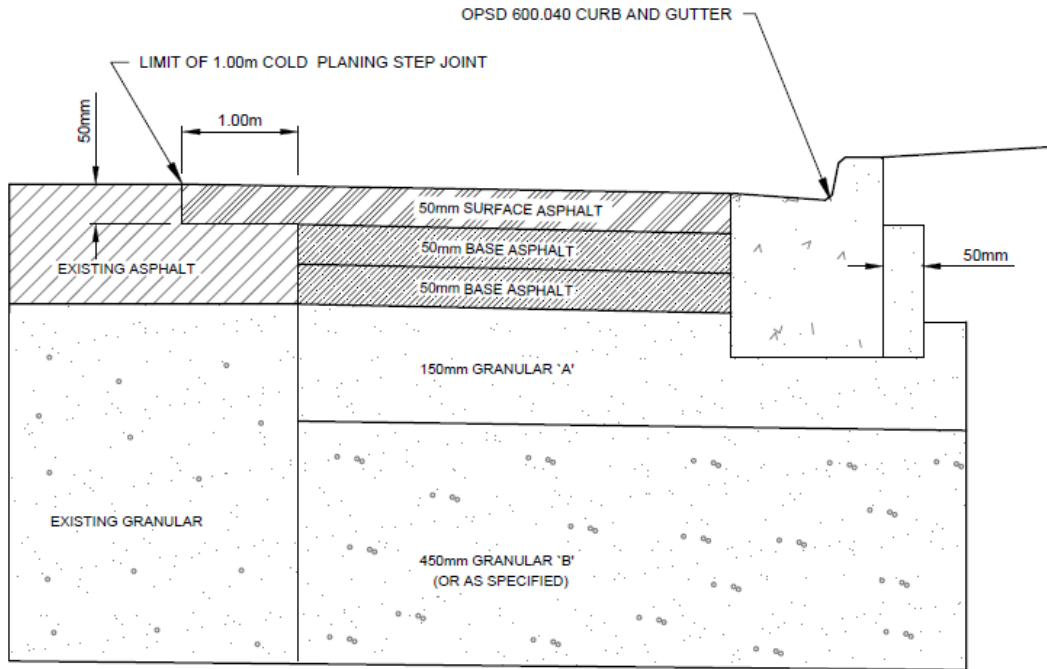 OPSD 600.040 CURB AND GUTTER
LIMIT OF 1.00m COLD PLANING STEP JOINT
50mm
1.00m
50mm SURFACE ASPHALT
50mm BASE ASPHALT
50mm
EXISTING ASPHALT
50mm BASE ASPHALT
150mm GRANULAR `A'
EXISTING GRANULAR
450mm GRANULAR `B'
(OR AS SPECIFIED)